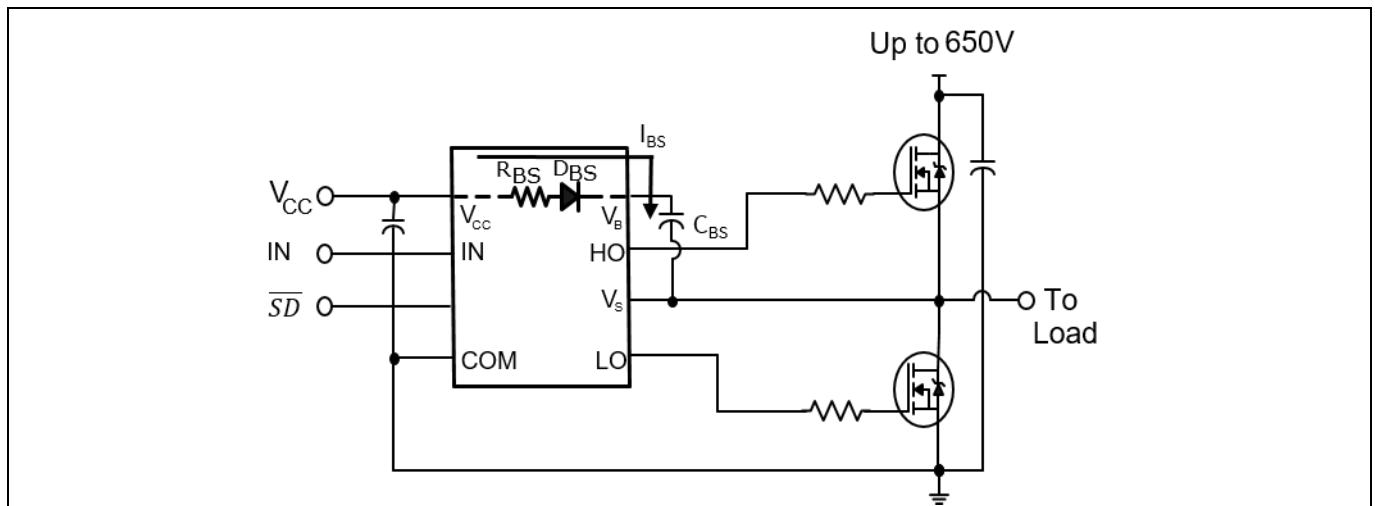 Up to 650V
I_BS
R_BS D_BS
V_CC
V_CC
V_B
C_BS
IN
IN
HO
\overline{SD}
V_S
To
Load
COM
LO